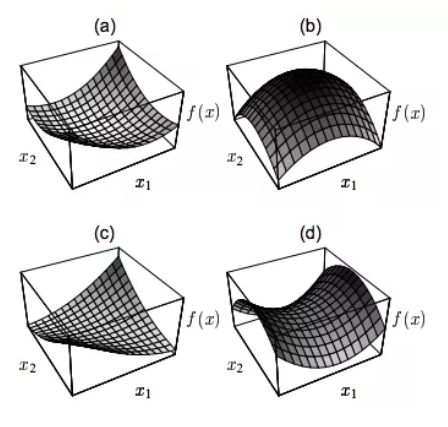 (a) (b)
f(x) f(x)
x₂ x₁ x₂ x₁
(c) (d)
f(x) f(x)
x₂ x₁ x₂ x₁